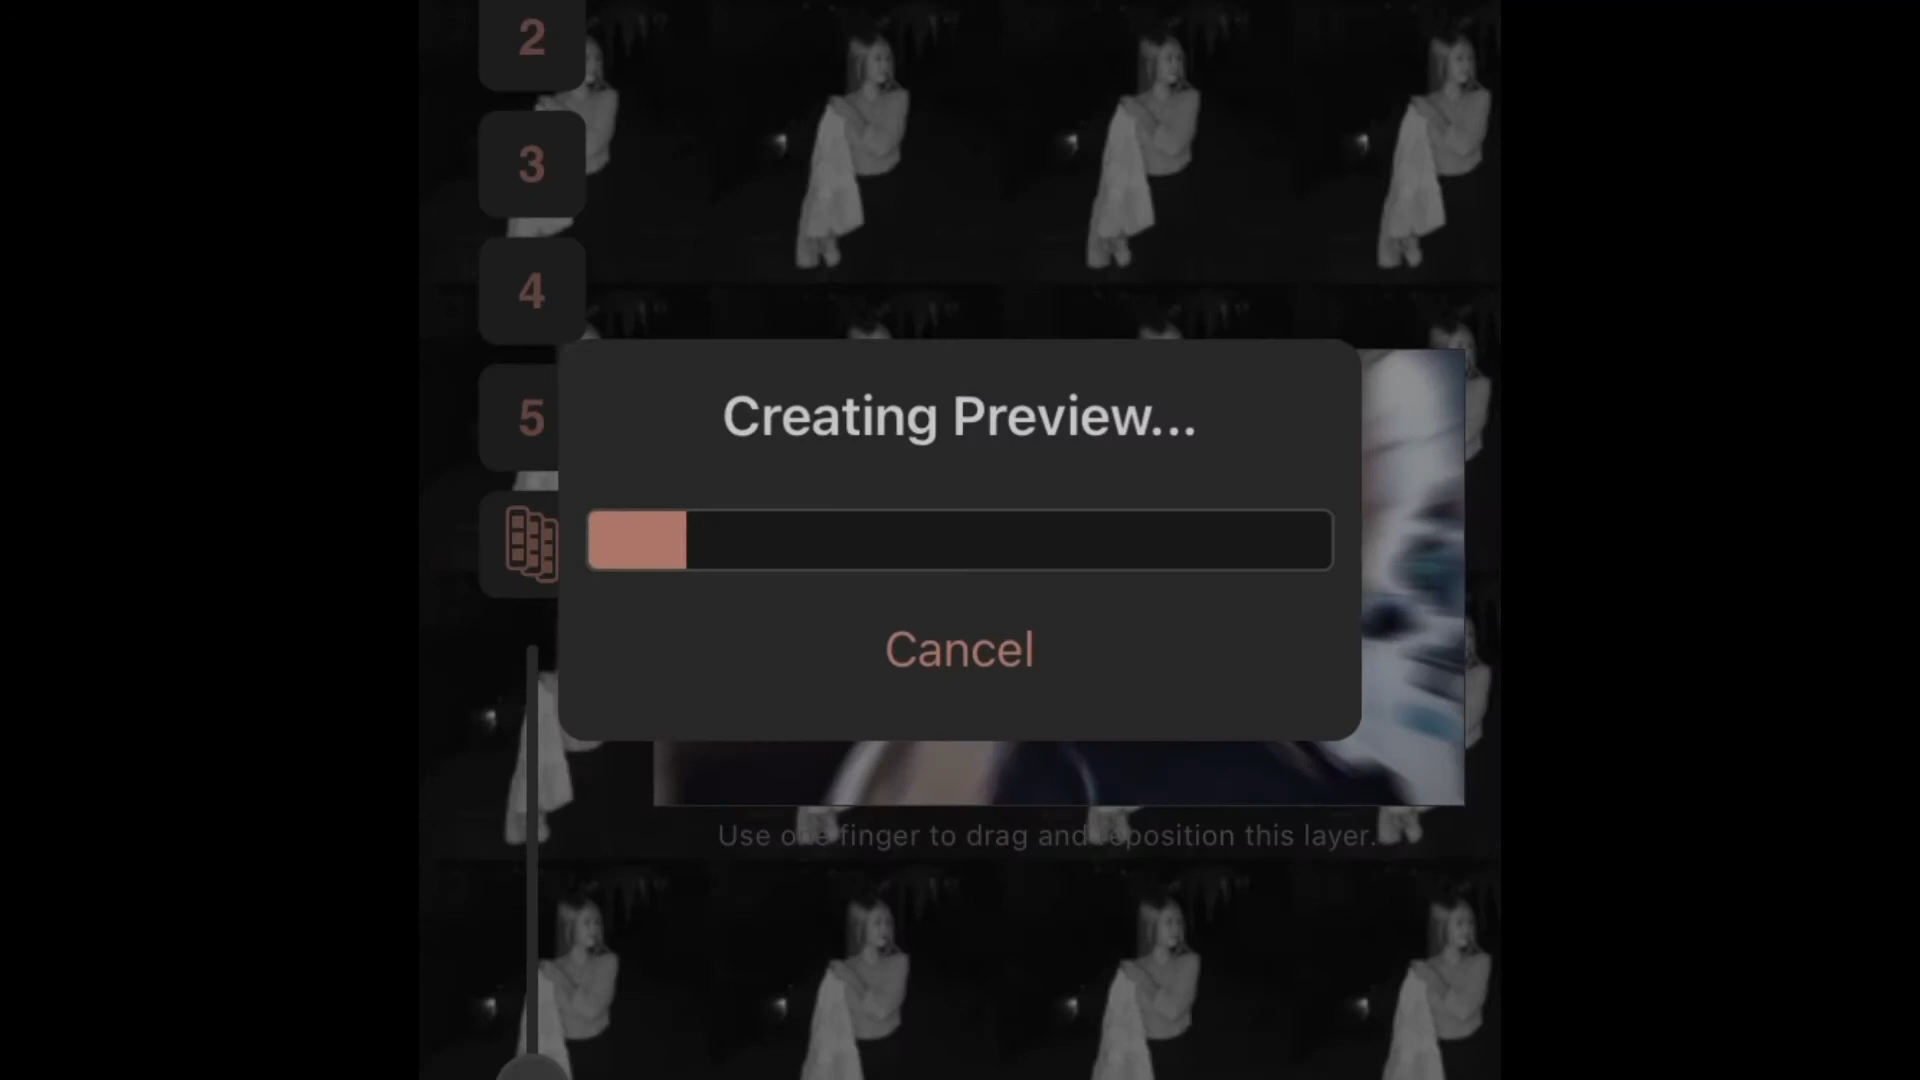 2
3
4
5
Creating Preview...
Cancel
Use one finger to drag and reposition this layer.